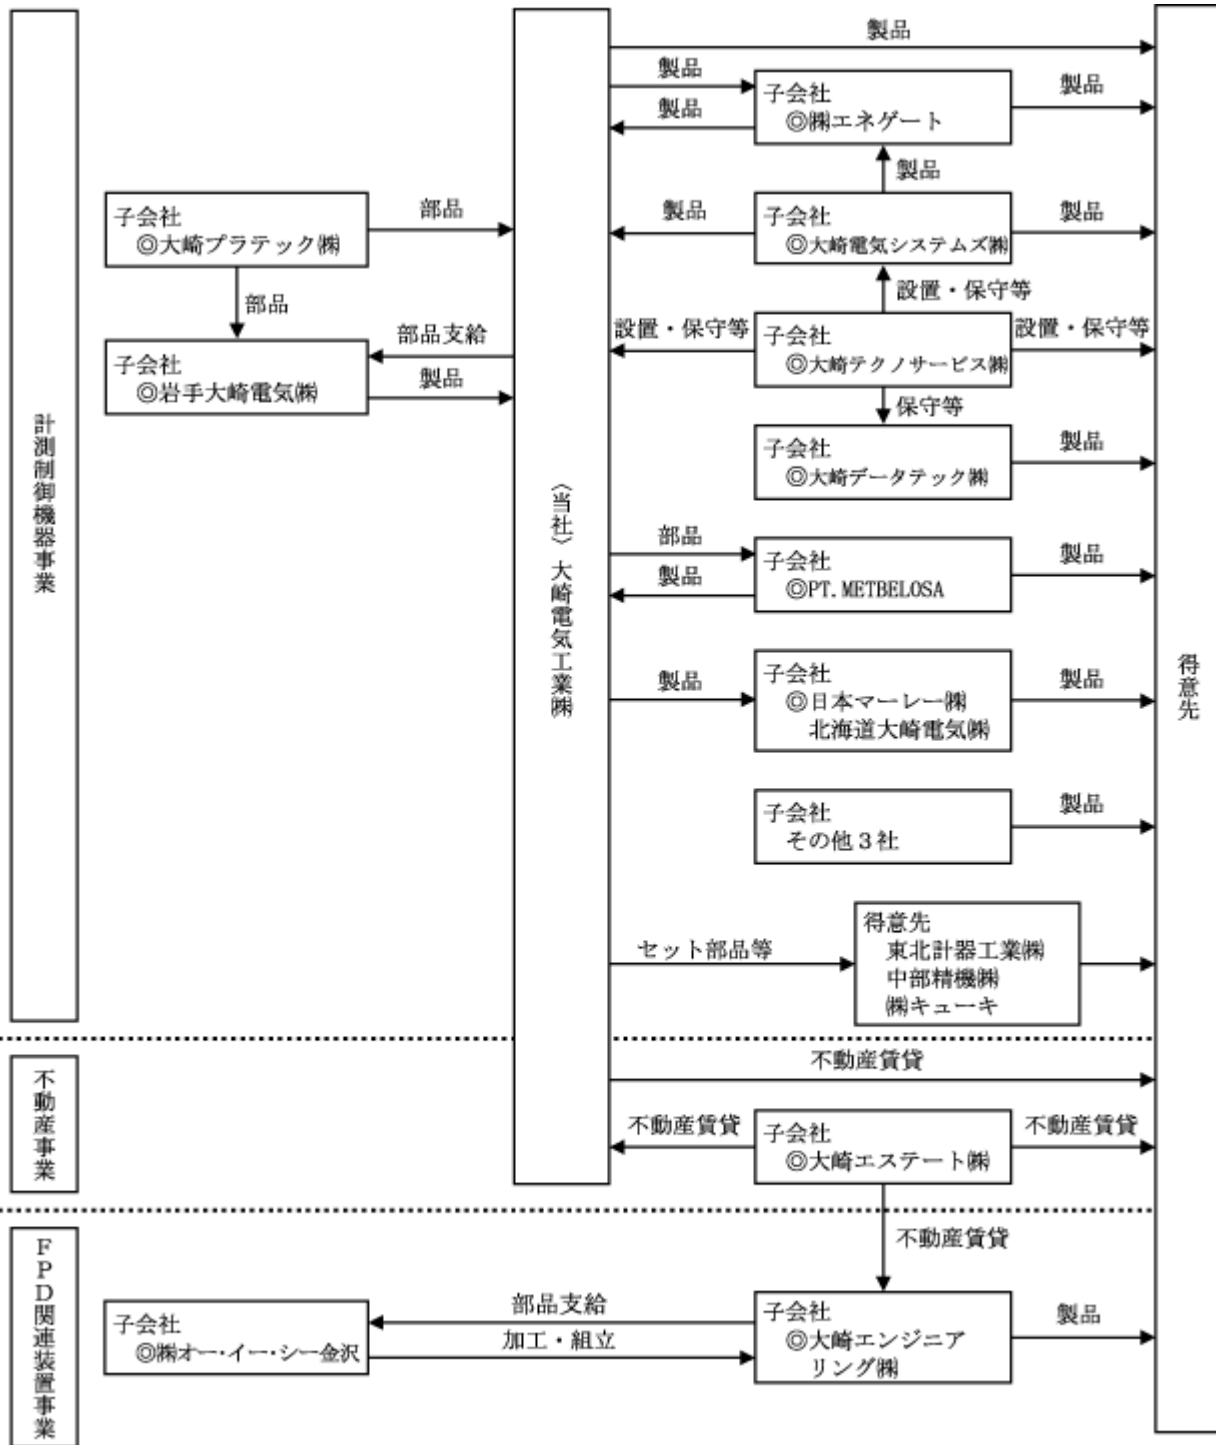 計測制御機器事業
子会社
◎大崎プラテック㈱
部品
部品
子会社
◎岩手大崎電気㈱
部品支給
製品
〈当社〉大崎電気工業㈱
製品
製品
製品
子会社
◎㈱エネゲート
製品
製品
製品
子会社
◎大崎電気システムズ㈱
製品
設置・保守等
設置・保守等
子会社
◎大崎テクノサービス㈱
設置・保守等
保守等
子会社
◎大崎データテック㈱
製品
部品
製品
子会社
◎PT.METBELOSA
製品
製品
子会社
◎日本マーレー㈱
北海道大崎電気㈱
製品
子会社
その他3社
製品
セット部品等
得意先
東北計器工業㈱
中部精機㈱
㈱キューキ
得意先
不動産事業
不動産賃貸
不動産賃貸
子会社
◎大崎エステート㈱
不動産賃貸
不動産賃貸
FPD関連装置事業
子会社
◎㈱オー・イー・シー金沢
部品支給
加工・組立
子会社
◎大崎エンジニア
リング㈱
製品